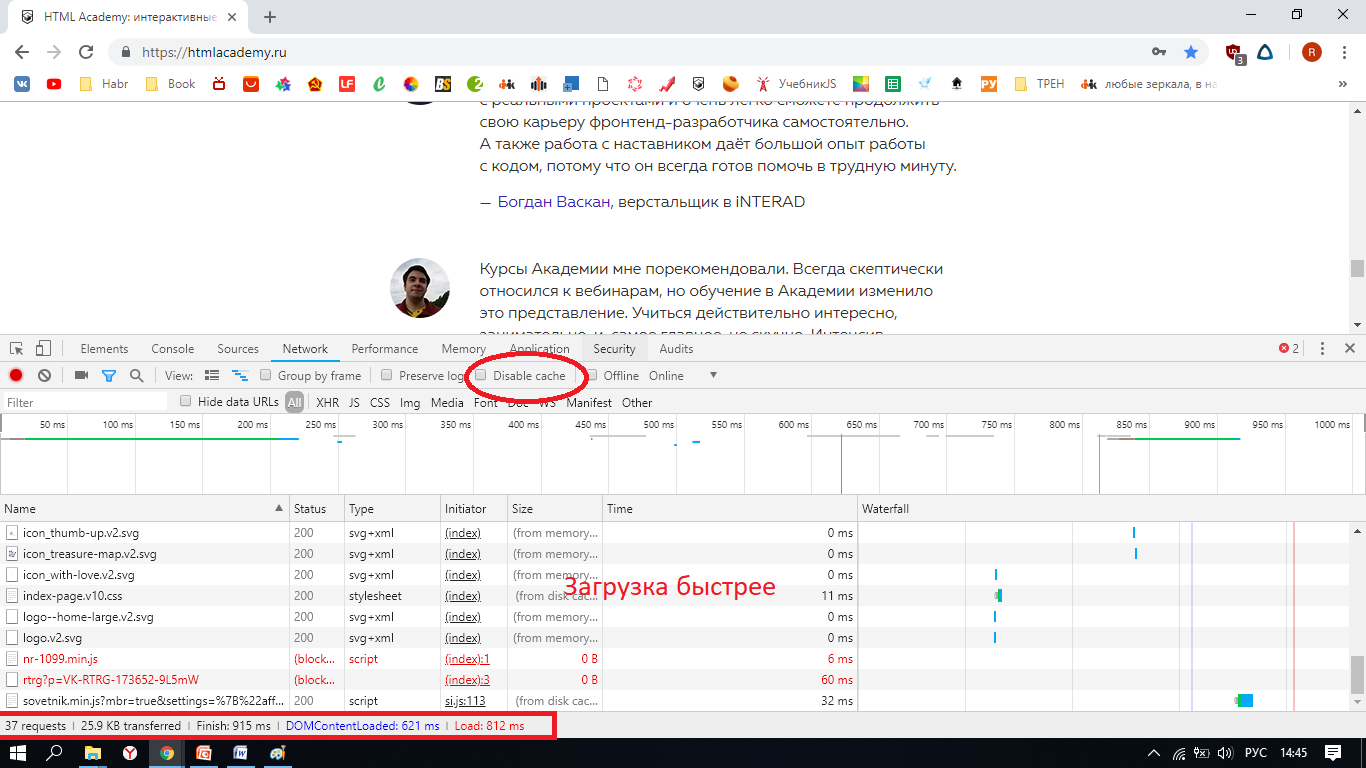 HTML Academy: интерактивные
https://htmlacademy.ru
3
R
Habr
Book
LF
BS
2
УчебникJS
РУ
ТРЕН
любые зеркала, в на
с реальными проектами и очень легко сможете продолжить
свою карьеру фронтенд-разработчика самостоятельно.
А также работа с наставником даёт большой опыт работы
с кодом, потому что он всегда готов помочь в трудную минуту.
— Богдан Васкан, верстальщик в iNTERAD
Курсы Академии мне порекомендовали. Всегда скептически
относился к вебинарам, но обучение в Академии изменило
это представление. Учиться действительно интересно,
занимательно, и, самое главное, не скучно. Интенсив
Elements Console Sources Network Performance Memory Application Security Audits 2
View: Group by frame Preserve log Disable cache Offline Online
Filter Hide data URLs All XHR JS CSS Img Media Font Doc WS Manifest Other
50 ms 100 ms 150 ms 200 ms 250 ms 300 ms 350 ms 400 ms 450 ms 500 ms 550 ms 600 ms 650 ms 700 ms 750 ms 800 ms 850 ms 900 ms 950 ms 1000 ms
Name Status Type Initiator Size Time Waterfall
icon_thumb-up.v2.svg 200 svg+xml (index) (from memory... 0 ms
icon_treasure-map.v2.svg 200 svg+xml (index) (from memory... 0 ms
icon_with-love.v2.svg 200 svg+xml (index) (from memory... 0 ms
Загрузка быстрее
index-page.v10.css 200 stylesheet (index) (from disk cac... 11 ms
logo--home-large.v2.svg 200 svg+xml (index) (from memory... 0 ms
logo.v2.svg 200 svg+xml (index) (from memory... 0 ms
nr-1099.min.js (block... script (index):1 0 B 6 ms
rtrg?p=VK-RTRG-173652-9L5mW (block... (index):3 0 B 60 ms
sovetnik.min.js?mbr=true&settings=%7B%22aff... 200 script si.js:113 (from disk cac... 32 ms
37 requests | 25.9 KB transferred | Finish: 915 ms | DOMContentLoaded: 621 ms | Load: 812 ms
РУС 14:45